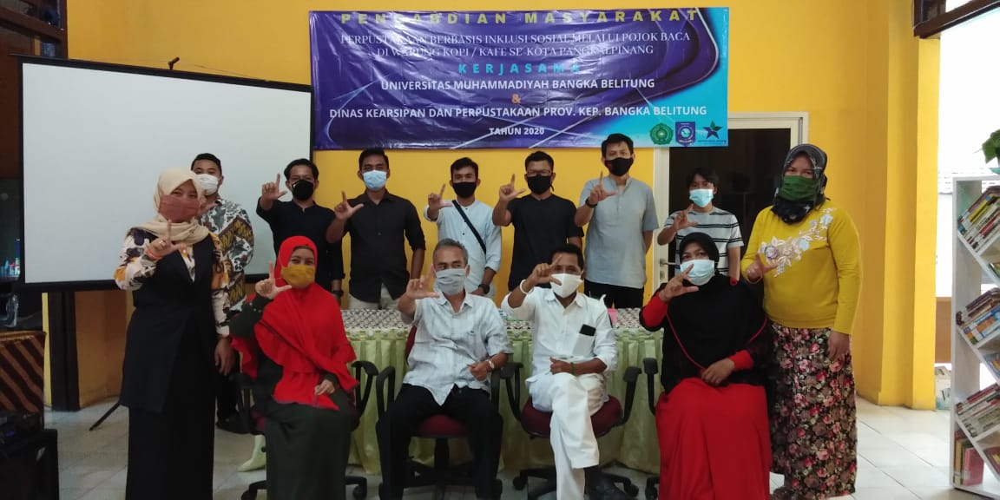 PENGABDIAN MASYARAKAT
PERPUSTAKAAN BERBASIS INKLUSI SOSIAL MELALUI POJOK BACA
DI WARUNG KOPI / KAFE SE-KOTA PANGKALPINANG
KERJASAMA
UNIVERSITAS MUHAMMADIYAH BANGKA BELITUNG
&
DINAS KEARSIPAN DAN PERPUSTAKAAN PROV. KEP. BANGKA BELITUNG
TAHUN 2020